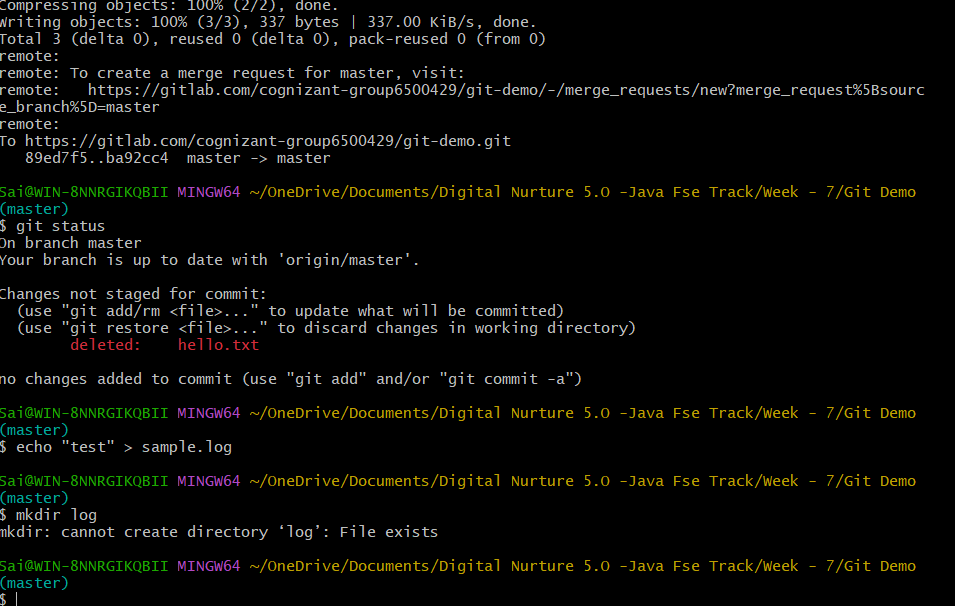 Compressing objects: 100% (2/2), done.
Writing objects: 100% (3/3), 337 bytes | 337.00 KiB/s, done.
Total 3 (delta 0), reused 0 (delta 0), pack-reused 0 (from 0)
remote:
remote: To create a merge request for master, visit:
remote:   https://gitlab.com/cognizant-group6500429/git-demo/-/merge_requests/new?merge_request%5Bsourc
e_branch%5D=master
remote:
To https://gitlab.com/cognizant-group6500429/git-demo.git
   89ed7f5..ba92cc4  master -> master

Sai@WIN-8NNRGIKQBII MINGW64 ~/OneDrive/Documents/Digital Nurture 5.0 -Java Fse Track/Week - 7/Git Demo
(master)
$ git status
On branch master
Your branch is up to date with 'origin/master'.

Changes not staged for commit:
  (use "git add/rm <file>..." to update what will be committed)
  (use "git restore <file>..." to discard changes in working directory)
        deleted:    hello.txt

no changes added to commit (use "git add" and/or "git commit -a")

Sai@WIN-8NNRGIKQBII MINGW64 ~/OneDrive/Documents/Digital Nurture 5.0 -Java Fse Track/Week - 7/Git Demo
(master)
$ echo "test" > sample.log

Sai@WIN-8NNRGIKQBII MINGW64 ~/OneDrive/Documents/Digital Nurture 5.0 -Java Fse Track/Week - 7/Git Demo
(master)
$ mkdir log
mkdir: cannot create directory ‘log’: File exists

Sai@WIN-8NNRGIKQBII MINGW64 ~/OneDrive/Documents/Digital Nurture 5.0 -Java Fse Track/Week - 7/Git Demo
(master)
$